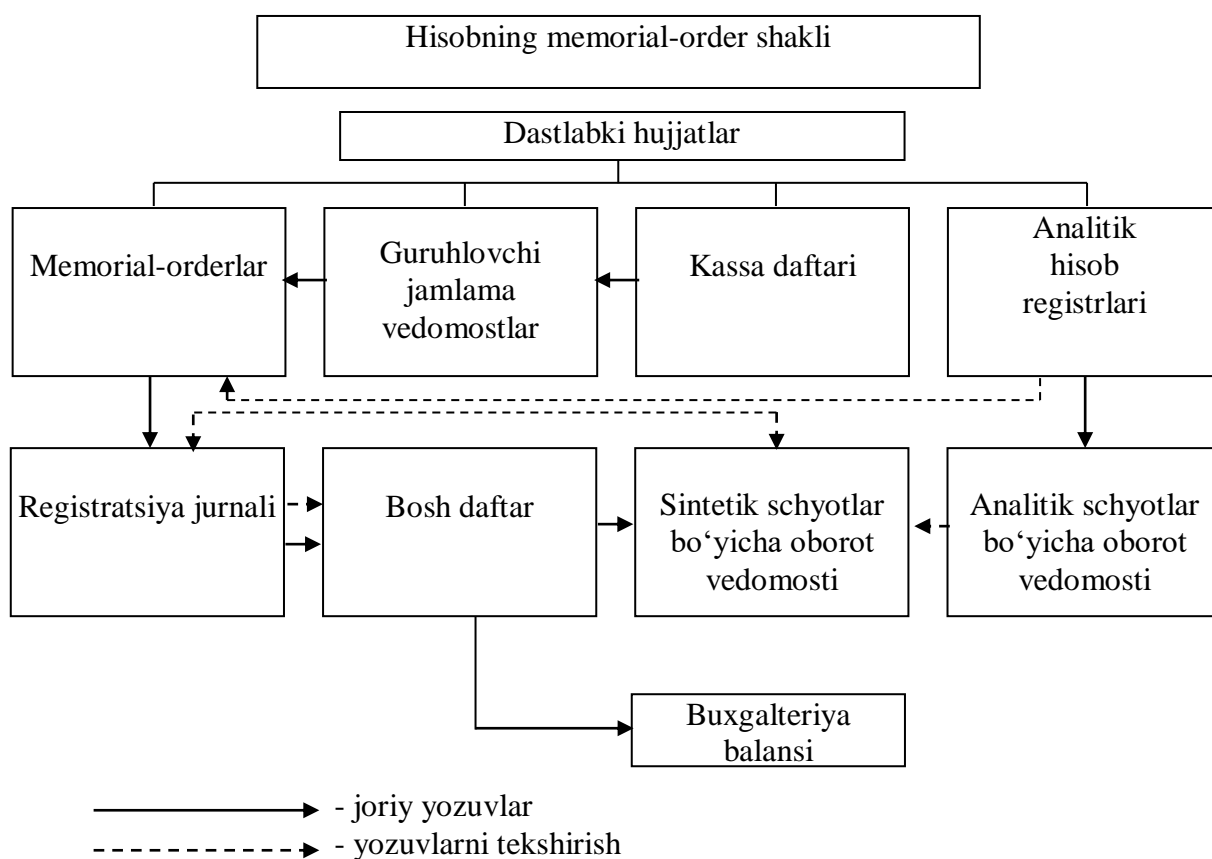 Hisobning memorial-order shakli
Dastlabki hujjatlar
Memorial-orderlar
Guruhlovchi
jamlama
vedomostlar
Kassa daftari
Analitik
hisob
registrlari
Registratsiya jurnali
Bosh daftar
Sintetik schyotlar
bo‘yicha oborot
vedomosti
Analitik schyotlar
bo‘yicha oborot
vedomosti
Buxgalteriya
balansi
- joriy yozuvlar
- yozuvlarni tekshirish